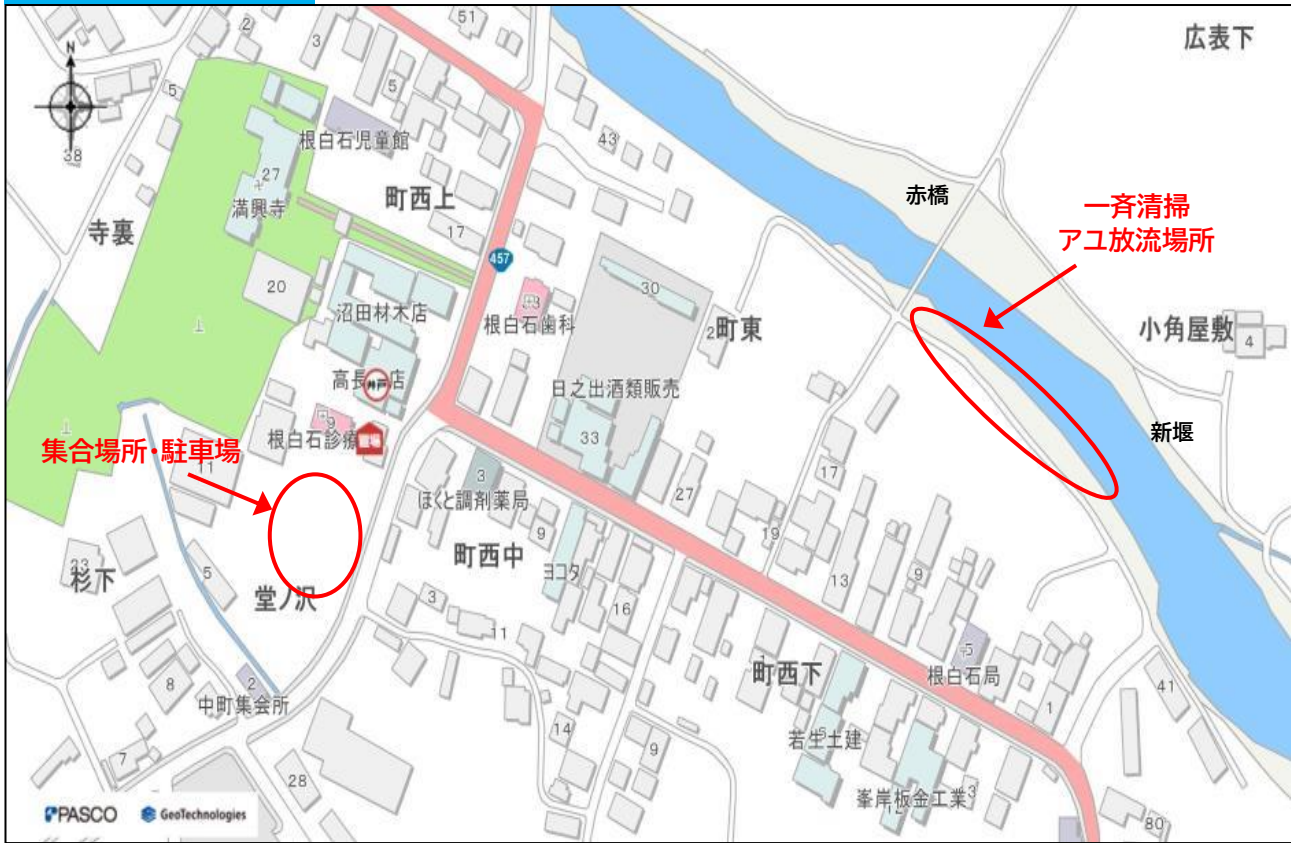 51
広表下
2
3
N
5
5
根白石児童館
43
38
27
赤橋
満興寺
町西上
一斉清掃
アユ放流場所
17
寺裏
457
20
30
沼田材木店
根白石歯科
2
町東
小角屋敷
4
高長
店
井戸
日之出酒類販売
9
新堰
根白石診療
集合場所・駐車場
11
33
3
27
17
ほくと調剤薬局
9
19
町西中
ヨコタ
23
杉下
5
13
9
堂ノ沢
3
16
11
5
町西下
根白石局
8
2
41
中町集会所
1
14
若生土建
9
7
28
峯岸板金工業
3
80
PASCO
GeoTechnologies